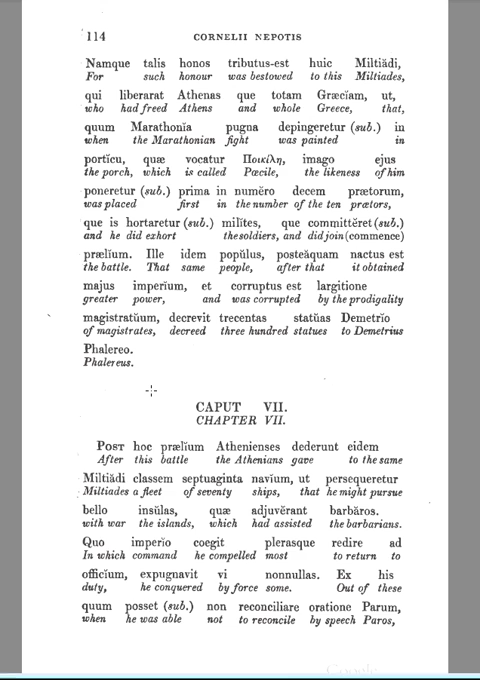 114 CORNELII NEPOTIS
Namque talis honos tributus-est huic Miltiădi,
For such honour was bestowed to this Miltiades,
qui liberarat Athenas que totam Græcĭam, ut,
who had freed Athens and whole Greece, that,
quum Marathonĭa pugna depingeretur (sub.) in
when the Marathonian fight was painted in
porticu, quæ vocatur Ποικίλη, imago ejus
the porch, which is called Pœcile, the likeness of him
poneretur (sub.) prima in numĕro decem prætorum,
was placed first in the number of the ten prætors,
que is hortaretur (sub.) milĭtes, que committĕret (sub.)
and he did exhort the soldiers, and did join (commence)
prælĭum. Ille idem popŭlus, posteăquam nactus est
the battle. That same people, after that it obtained
majus imperĭum, et corruptus est largitione
greater power, and was corrupted by the prodigality
magistratŭum, decrevit trecentas statŭas Demetrĭo
of magistrates, decreed three hundred statues to Demetrius
Phalereo.
Phalereus.
CAPUT VII.
CHAPTER VII.
Post hoc prælĭum Athenienses dederunt eidem
After this battle the Athenians gave to the same
Miltiădi classem septuaginta navĭum, ut persequeretur
Miltiades a fleet of seventy ships, that he might pursue
bello insŭlas, quæ adjuvĕrant barbăros.
with war the islands, which had assisted the barbarians.
Quo imperĭo coegit plerasque redire ad
In which command he compelled most to return to
officĭum, expugnavit vi nonnullas. Ex his
duty, he conquered by force some. Out of these
quum posset (sub.) non reconciliare oratione Parum,
when he was able not to reconcile by speech Paros,